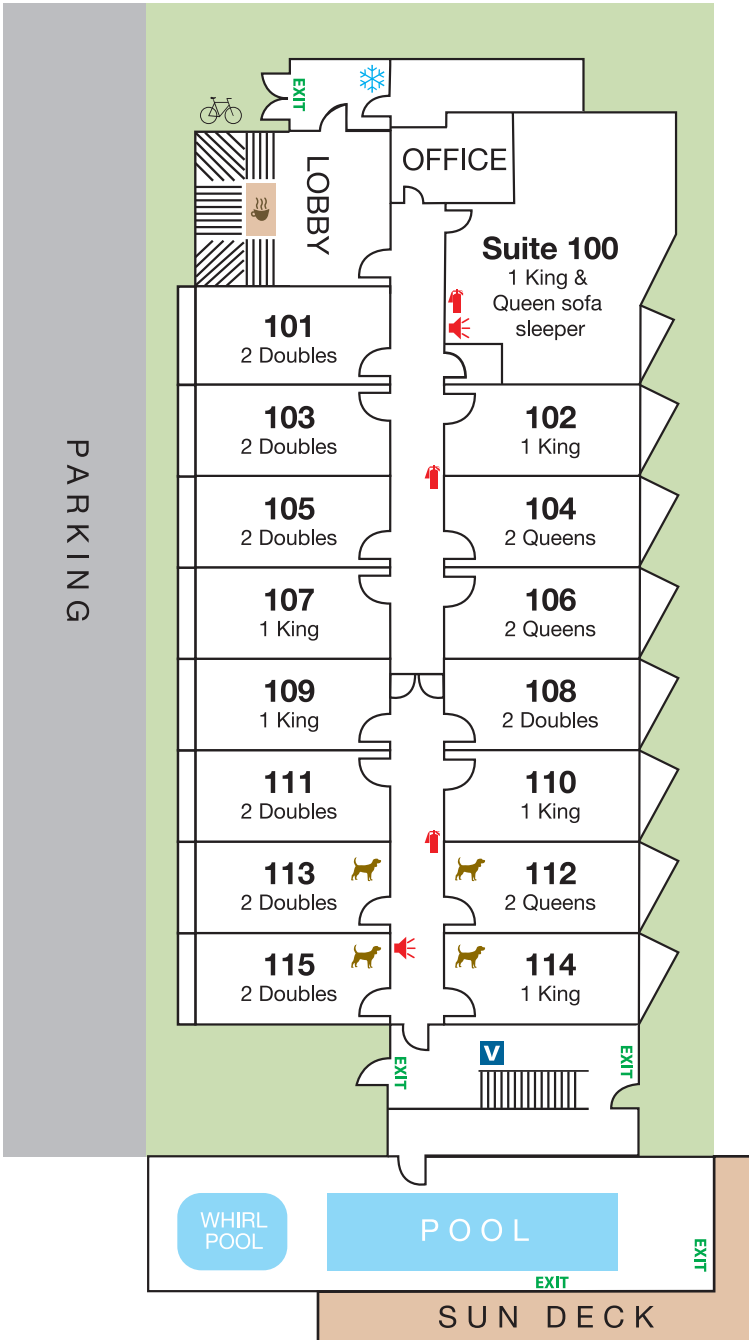 EXIT
OFFICE
LOBBY
Suite 100
1 King &
Queen sofa
sleeper
101
2 Doubles
103
2 Doubles
102
1 King
PARKING
105
2 Doubles
104
2 Queens
107
1 King
106
2 Queens
109
1 King
108
2 Doubles
111
2 Doubles
110
1 King
113
2 Doubles
112
2 Queens
115
2 Doubles
114
1 King
V
EXIT
EXIT
WHIRL
POOL
POOL
EXIT
EXIT
SUN DECK